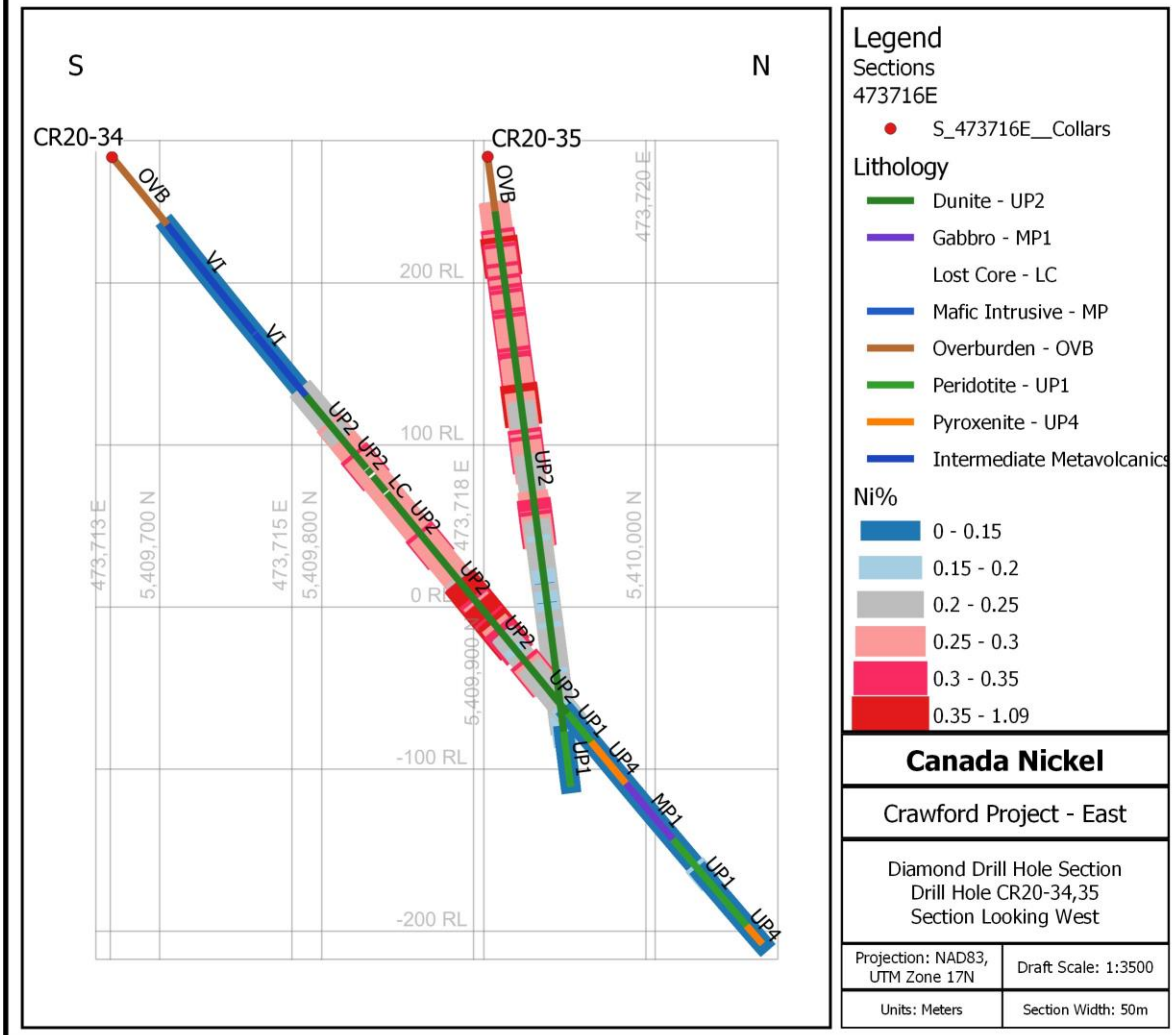 S
N
CR20-34
CR20-35
OVB
OVB
473,720 E
VI
200 RL
VI
UP2
100 RL
UP2
LC
UP2
UP2
473,718 E
473,713 E
5,409,700 N
473,715 E
5,409,800 N
5,410,000 N
UP2
0 RL
UP2
5,409,900 N
UP2
UP1
UP4
UP1
-100 RL
MP1
UP1
-200 RL
UP4
Legend
Sections
473716E
S_473716E__Collars
Lithology
Dunite - UP2
Gabbro - MP1
Lost Core - LC
Mafic Intrusive - MP
Overburden - OVB
Peridotite - UP1
Pyroxenite - UP4
Intermediate Metavolcanics
Ni%
0 - 0.15
0.15 - 0.2
0.2 - 0.25
0.25 - 0.3
0.3 - 0.35
0.35 - 1.09
Canada Nickel
Crawford Project - East
Diamond Drill Hole Section
Drill Hole CR20-34,35
Section Looking West
Projection: NAD83,
UTM Zone 17N
Draft Scale: 1:3500
Units: Meters
Section Width: 50m